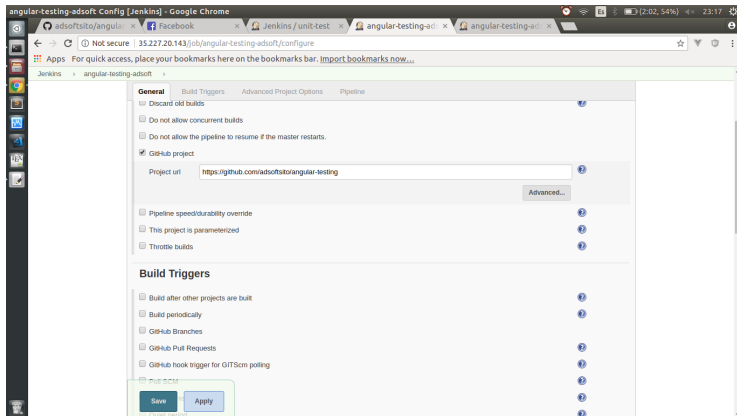 angular-testing-adsoft Config [Jenkins] - Google Chrome
Es
(2:02, 54%)
23:17
adsoftsito/angular
Facebook
Jenkins / unit-test
angular-testing-ads
angular-testing-ads
Not secure
35.227.20.143/job/angular-testing-adsoft/configure
Apps
For quick access, place your bookmarks here on the bookmarks bar. Import bookmarks now...
Jenkins
angular-testing-adsoft
General
Build Triggers
Advanced Project Options
Pipeline
Discard old builds
Do not allow concurrent builds
Do not allow the pipeline to resume if the master restarts.
GitHub project
Project url
https://github.com/adsoftsito/angular-testing
Advanced...
Pipeline speed/durability override
This project is parameterized
Throttle builds
Build Triggers
Build after other projects are built
Build periodically
GitHub Branches
GitHub Pull Requests
GitHub hook trigger for GITScm polling
Poll SCM
Save
Apply
Quiet period